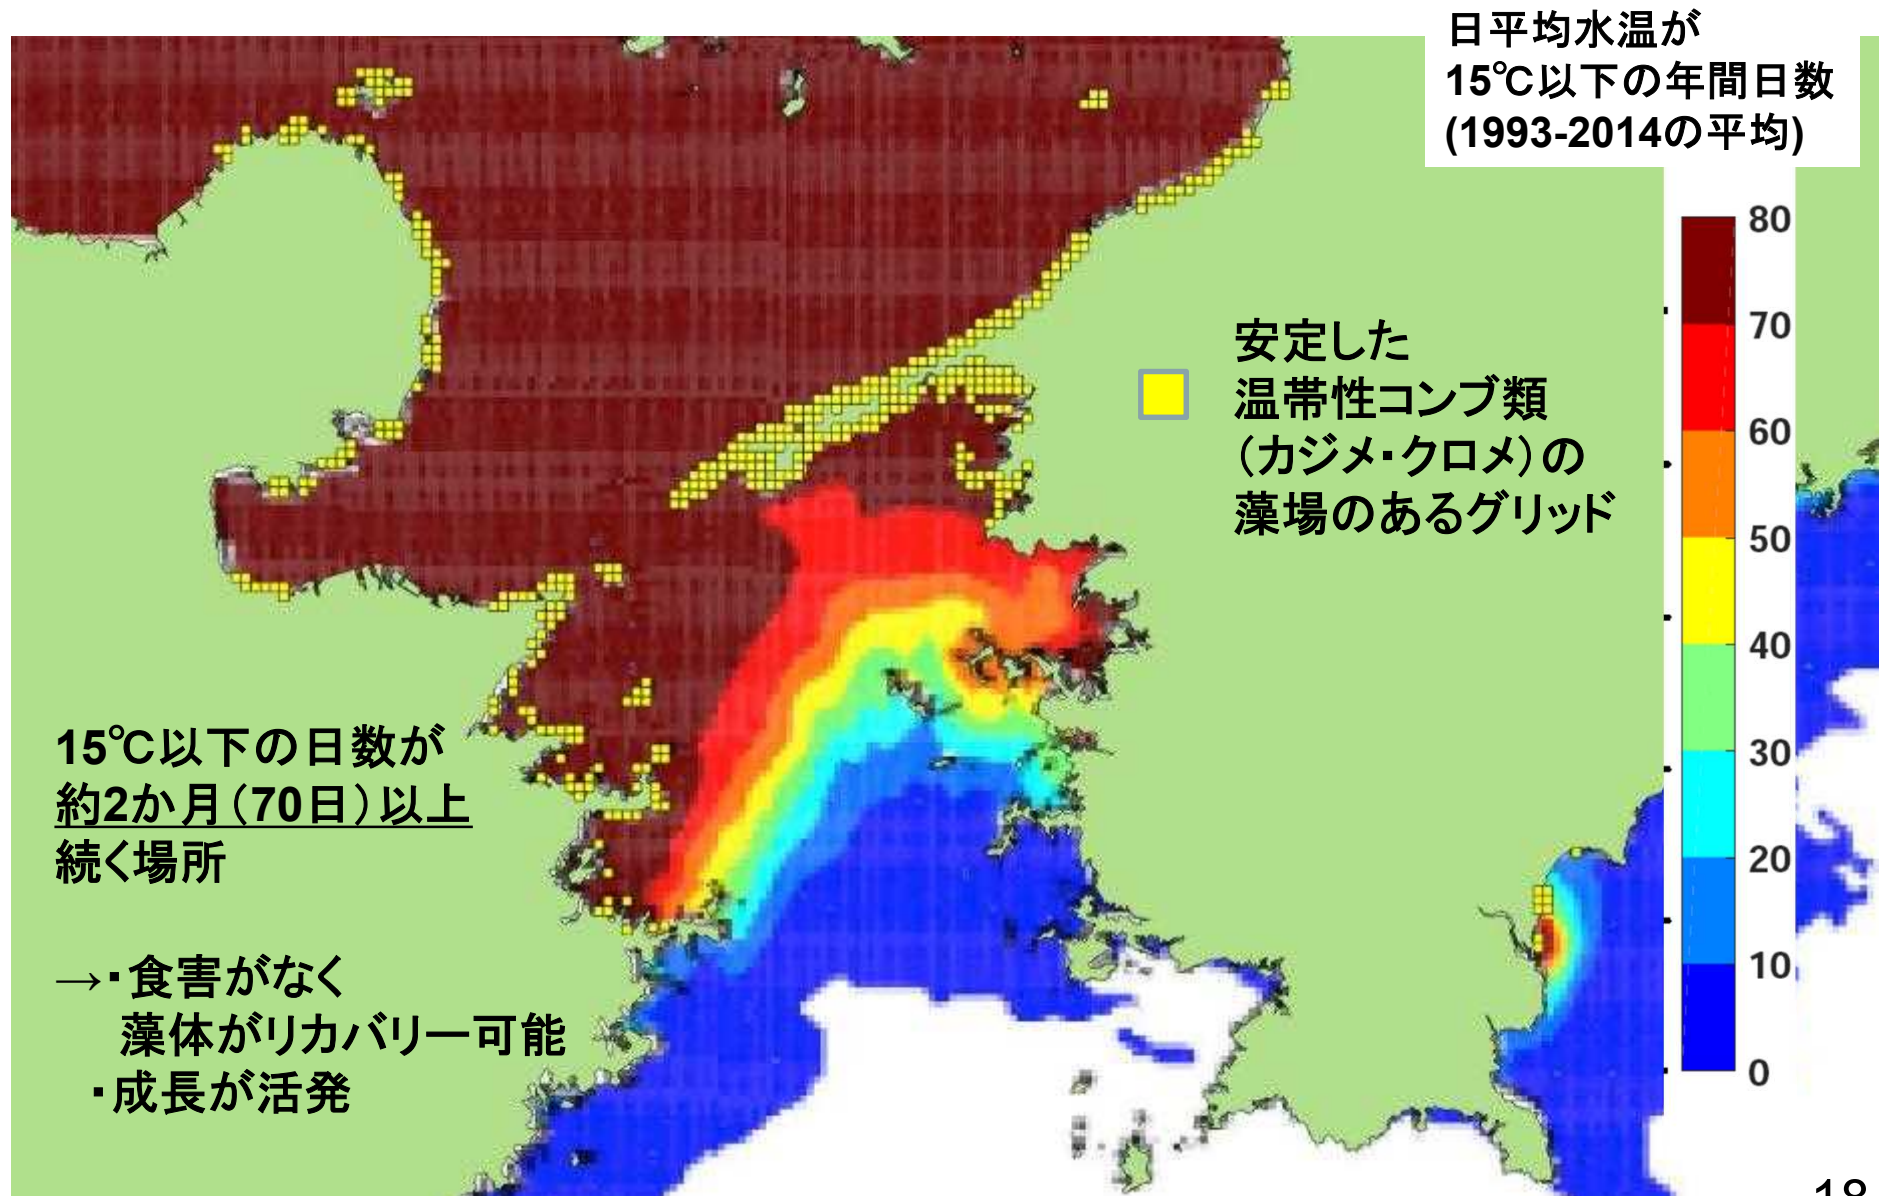 日平均水温が
15℃以下の年間日数
(1993-2014の平均)
80
70
60
50
40
30
20
10
0
安定した
温帯性コンブ類
（カジメ・クロメ）の
藻場のあるグリッド
15℃以下の日数が
約2か月（70日）以上
続く場所
→・食害がなく
藻体がリカバリー可能
・成長が活発
18